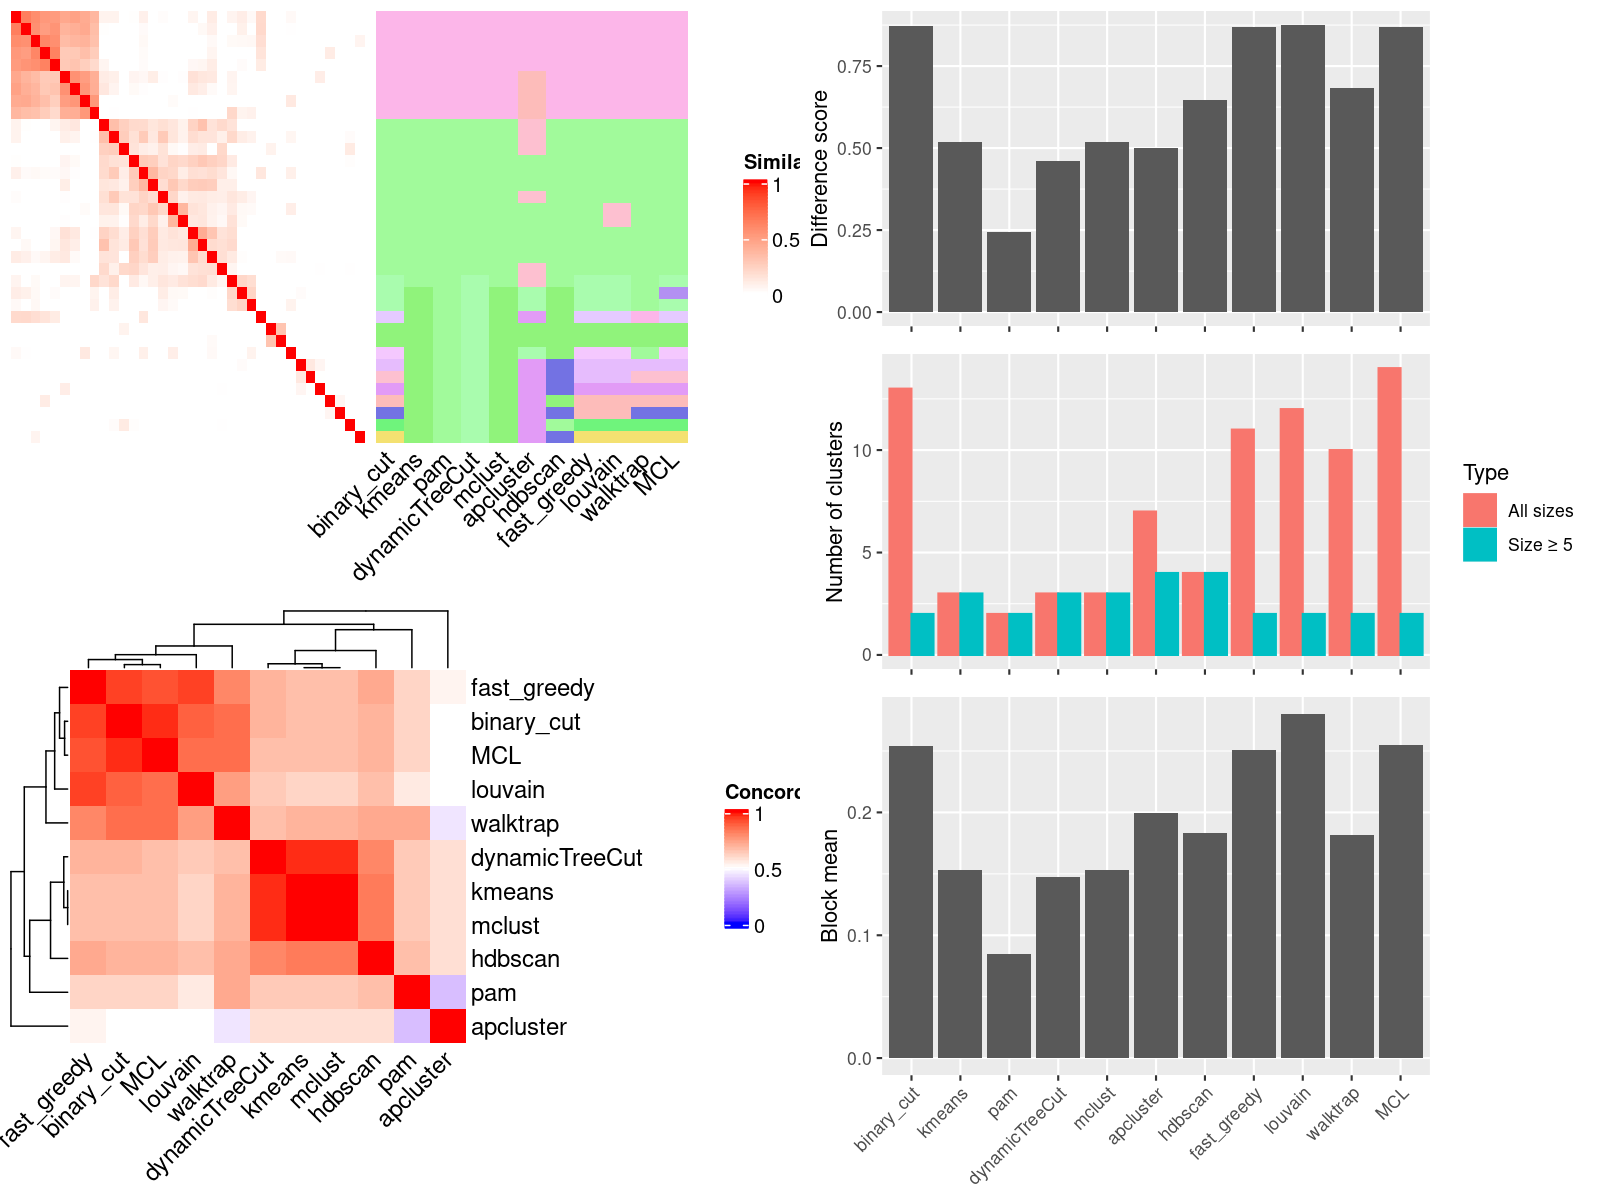 Simila
1
0.5
0
binary_cut
kmeans
pam
dynamicTreeCut
mclust
apcluster
hdbscan
fast_greedy
louvain
walktrap
MCL
fast_greedy
binary_cut
MCL
louvain
walktrap
dynamicTreeCut
kmeans
mclust
hdbscan
pam
apcluster
Concord
1
0.5
0
fast_greedy
binary_cut
MCL
louvain
walktrap
dynamicTreeCut
kmeans
mclust
hdbscan
pam
apcluster
Difference score
0.75
0.50
0.25
0.00
Number of clusters
10
5
0
Type
All sizes
Size ≥ 5
Block mean
0.2
0.1
0.0
binary_cut
kmeans
pam
dynamicTreeCut
mclust
apcluster
hdbscan
fast_greedy
louvain
walktrap
MCL